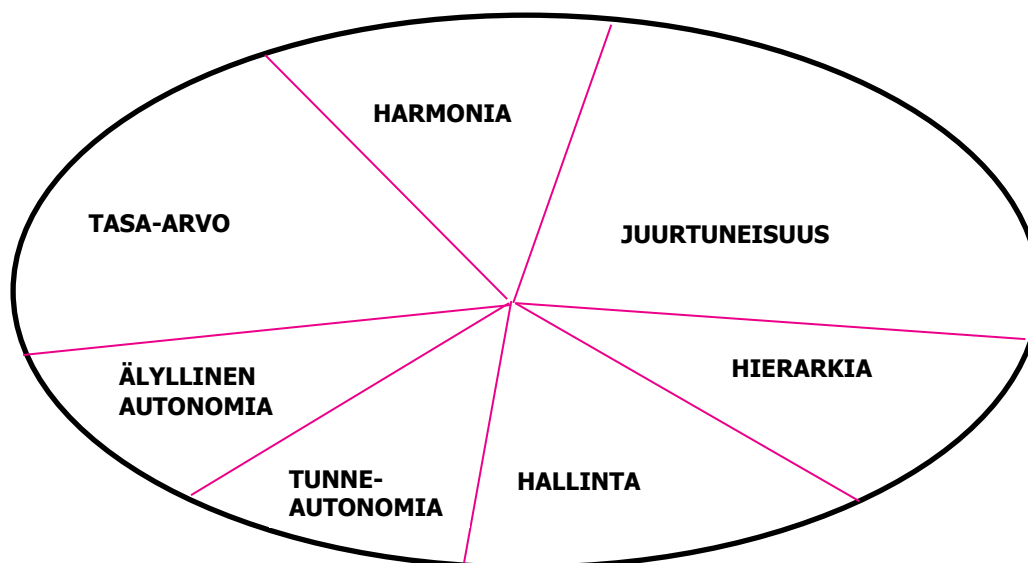 HARMONIA
TASA-ARVO
JUURTUNEISUUS
HIERARKIA
ÄLYLLINEN
AUTONOMIA
TUNNE-
AUTONOMIA
HALLINTA